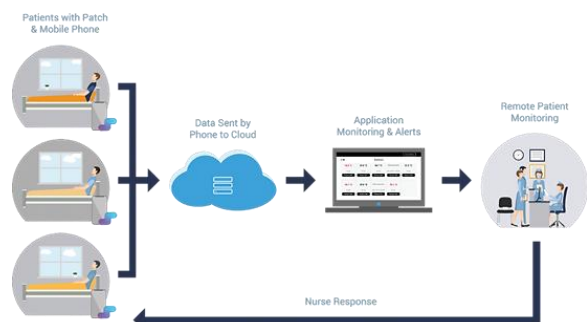 Patients with Patch
& Mobile Phone
Data Sent by
Phone to Cloud
Application
Monitoring & Alerts
Remote Patient
Monitoring
Nurse Response